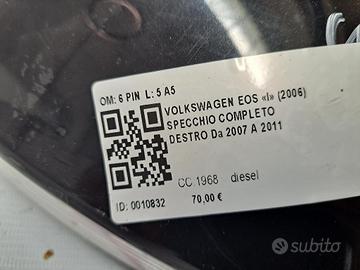 OM: 6 PIN L: 5 A5
VOLKSWAGEN EOS «I» (2006)
SPECCHIO COMPLETO
DESTRO Da 2007 A 2011
CC 1968 diesel
ID: 0010832 70,00 €
subito